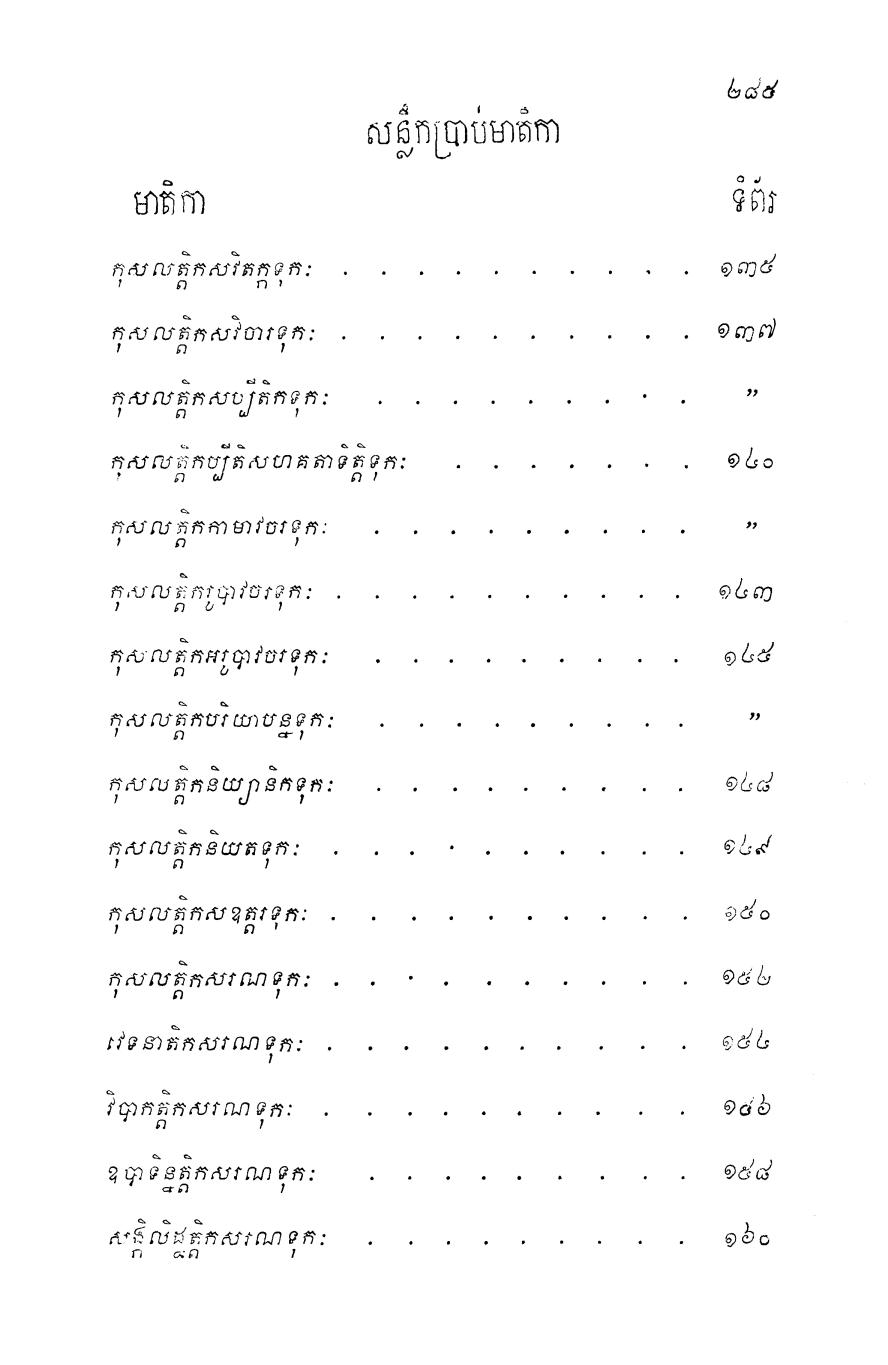 ២៨៥
សន្លឹកប្រាប់មាតិកា
មាតិកា ទំព័រ
កុសលត្តិកសវិតក្កទុកៈ . . . . . . . . . . ១៣៥
កុសលត្តិកសវិចារទុកៈ . . . . . . . . . . ១៣៧
កុសលត្តិកសប្បីតិកទុកៈ . . . . . . . . . ”
កុសលត្តិកប្បីតិសហគតាទិត្តិទុកៈ . . . . . . . ១៤០
កុសលត្តិកកាមាវចរទុកៈ . . . . . . . . . ”
កុសលត្តិករូបាវចរទុកៈ . . . . . . . . . . ១៤៣
កុសលត្តិកអរូបាវចរទុកៈ . . . . . . . . . ១៤៥
កុសលត្តិកបរិយាបន្នទុកៈ . . . . . . . . . ”
កុសលត្តិកនិយ្យានិកទុកៈ . . . . . . . . . ១៤៨
កុសលត្តិកនិយតទុកៈ . . . . . . . . . . ១៤៩
កុសលត្តិកសឧត្តរទុកៈ . . . . . . . . . . ១៥០
កុសលត្តិកសរណទុកៈ . . . . . . . . . . ១៥២
វេទនាតិកសរណទុកៈ . . . . . . . . . . ១៥៤
វិបាកត្តិកសរណទុកៈ . . . . . . . . . . ១៥៦
ឧបាទិន្នត្តិកសរណទុកៈ . . . . . . . . . ១៥៨
សង្កិលិដ្ឋត្តិកសរណទុកៈ . . . . . . . . . ១៦០